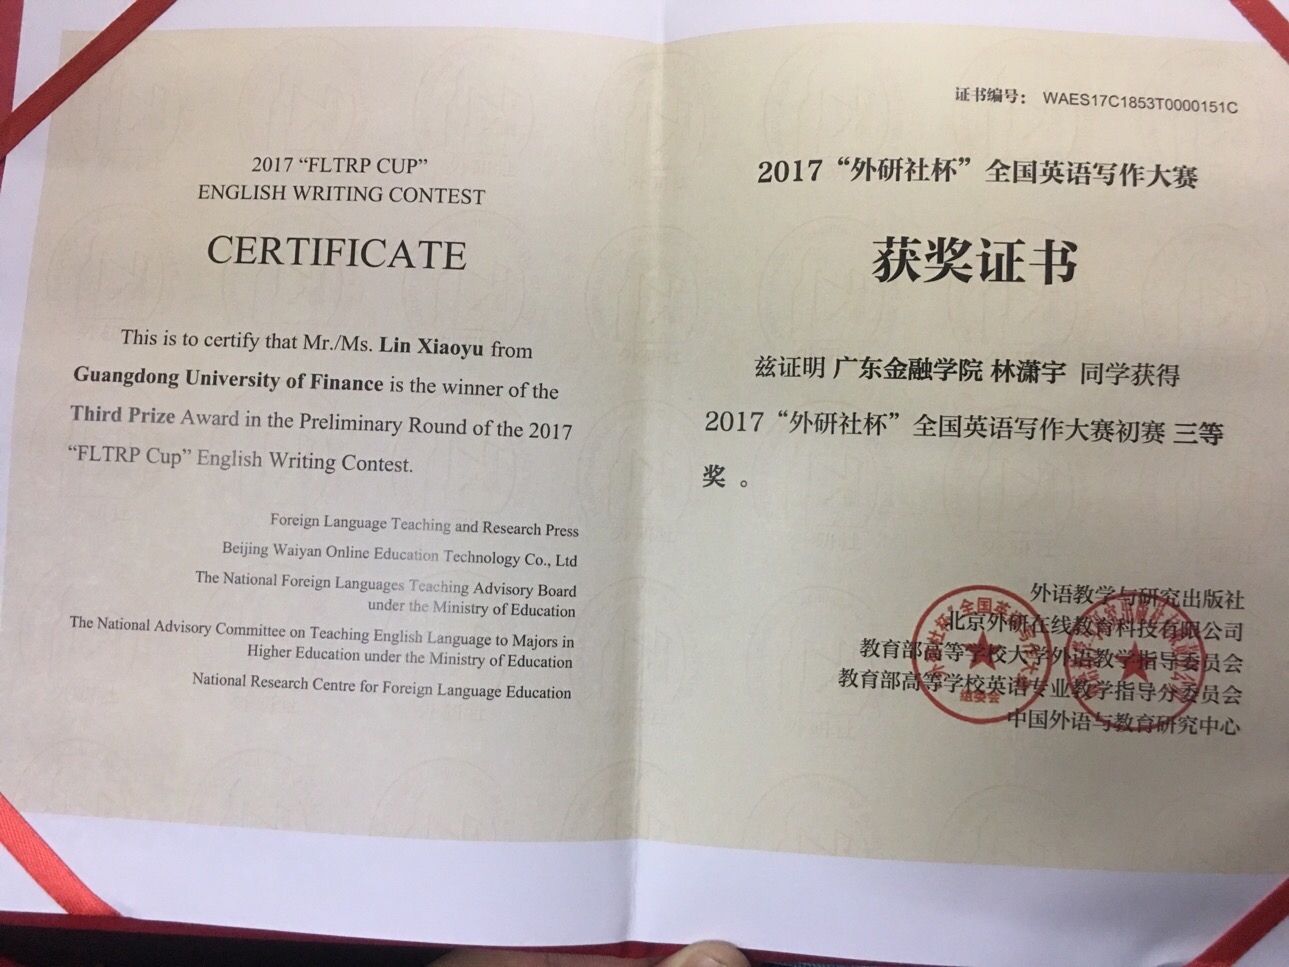 2017 “FLTRP CUP”
ENGLISH WRITING CONTEST
CERTIFICATE
This is to certify that Mr./Ms. Lin Xiaoyu from
Guangdong University of Finance is the winner of the
Third Prize Award in the Preliminary Round of the 2017
“FLTRP Cup” English Writing Contest.
Foreign Language Teaching and Research Press
Beijing Waiyan Online Education Technology Co., Ltd
The National Foreign Languages Teaching Advisory Board
under the Ministry of Education
The National Advisory Committee on Teaching English Language to Majors in
Higher Education under the Ministry of Education
National Research Centre for Foreign Language Education
证书编号： WAES17C1853T0000151C
2017“外研社杯”全国英语写作大赛
获奖证书
兹证明 广东金融学院 林潇宇 同学获得
2017“外研社杯”全国英语写作大赛初赛 三等
奖 。
外语教学与研究出版社
北京外研在线教育科技有限公司
教育部高等学校大学外语教学指导委员会
教育部高等学校英语专业教学指导分委员会
中国外语与教育研究中心
组委会